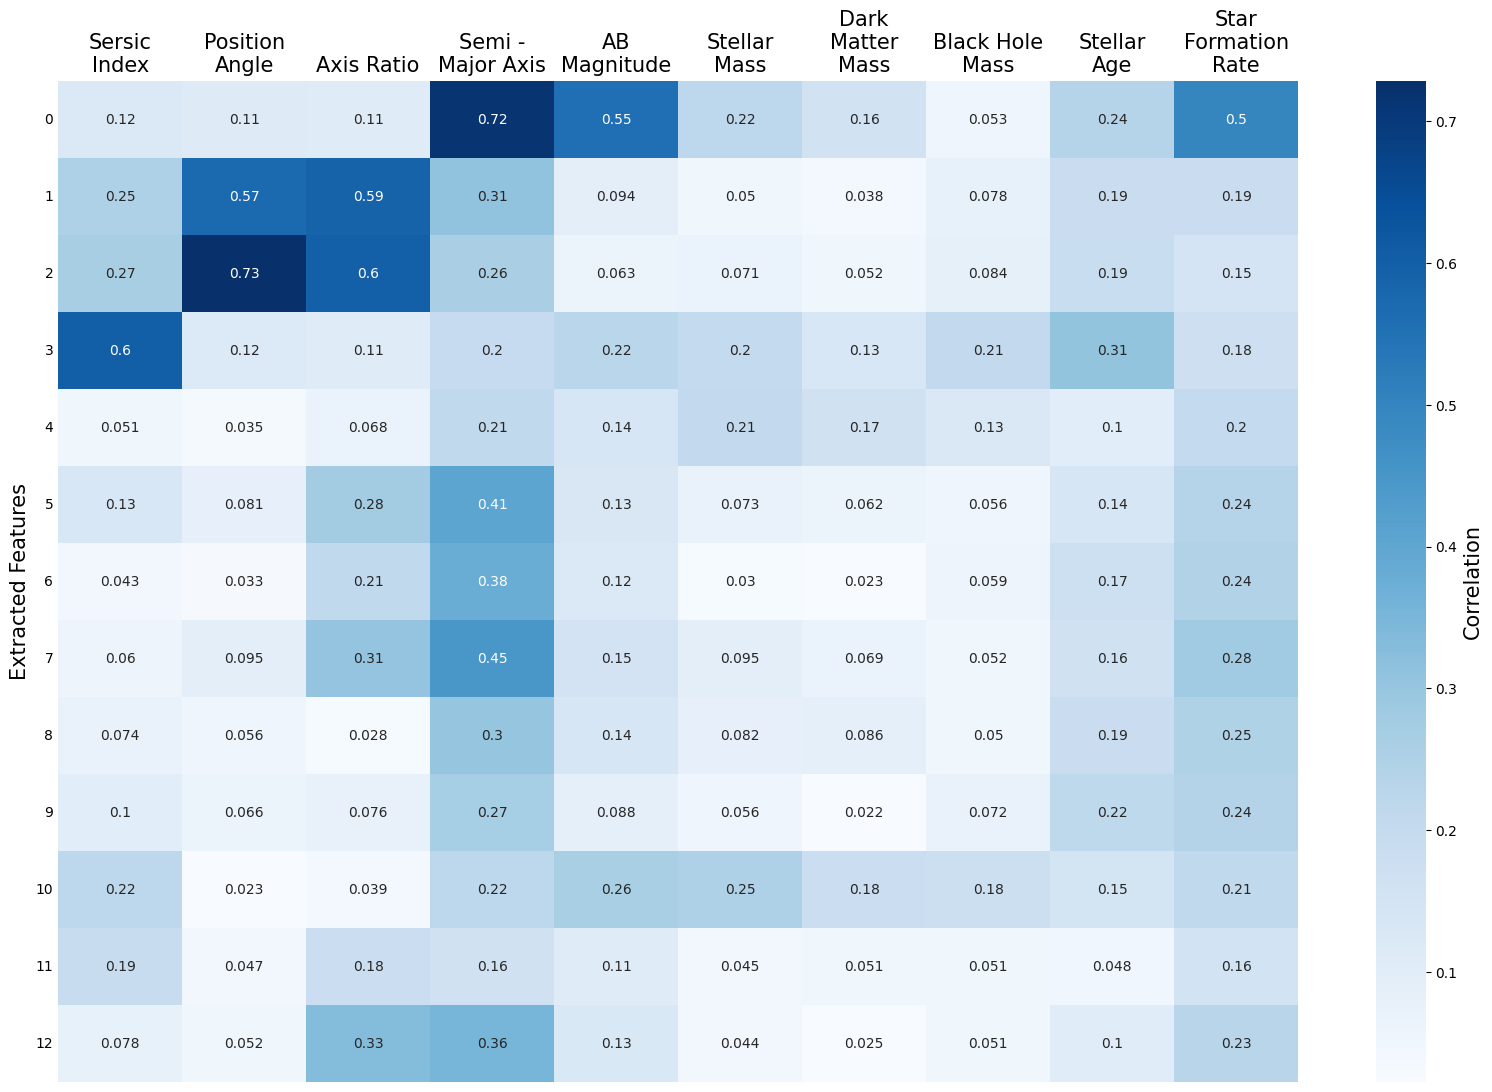 Sersic
Index
Position
Angle
Axis Ratio
Semi -
Major Axis
AB
Magnitude
Stellar
Mass
Dark
Matter
Mass
Black Hole
Mass
Stellar
Age
Star
Formation
Rate
0 0.12 0.11 0.11 0.72 0.55 0.22 0.16 0.053 0.24 0.5
1 0.25 0.57 0.59 0.31 0.094 0.05 0.038 0.078 0.19 0.19
2 0.27 0.73 0.6 0.26 0.063 0.071 0.052 0.084 0.19 0.15
3 0.6 0.12 0.11 0.2 0.22 0.2 0.13 0.21 0.31 0.18
4 0.051 0.035 0.068 0.21 0.14 0.21 0.17 0.13 0.1 0.2
5 0.13 0.081 0.28 0.41 0.13 0.073 0.062 0.056 0.14 0.24
6 0.043 0.033 0.21 0.38 0.12 0.03 0.023 0.059 0.17 0.24
7 0.06 0.095 0.31 0.45 0.15 0.095 0.069 0.052 0.16 0.28
8 0.074 0.056 0.028 0.3 0.14 0.082 0.086 0.05 0.19 0.25
9 0.1 0.066 0.076 0.27 0.088 0.056 0.022 0.072 0.22 0.24
10 0.22 0.023 0.039 0.22 0.26 0.25 0.18 0.18 0.15 0.21
11 0.19 0.047 0.18 0.16 0.11 0.045 0.051 0.051 0.048 0.16
12 0.078 0.052 0.33 0.36 0.13 0.044 0.025 0.051 0.1 0.23
Extracted Features
0.7
0.6
0.5
0.4
0.3
0.2
0.1
Correlation